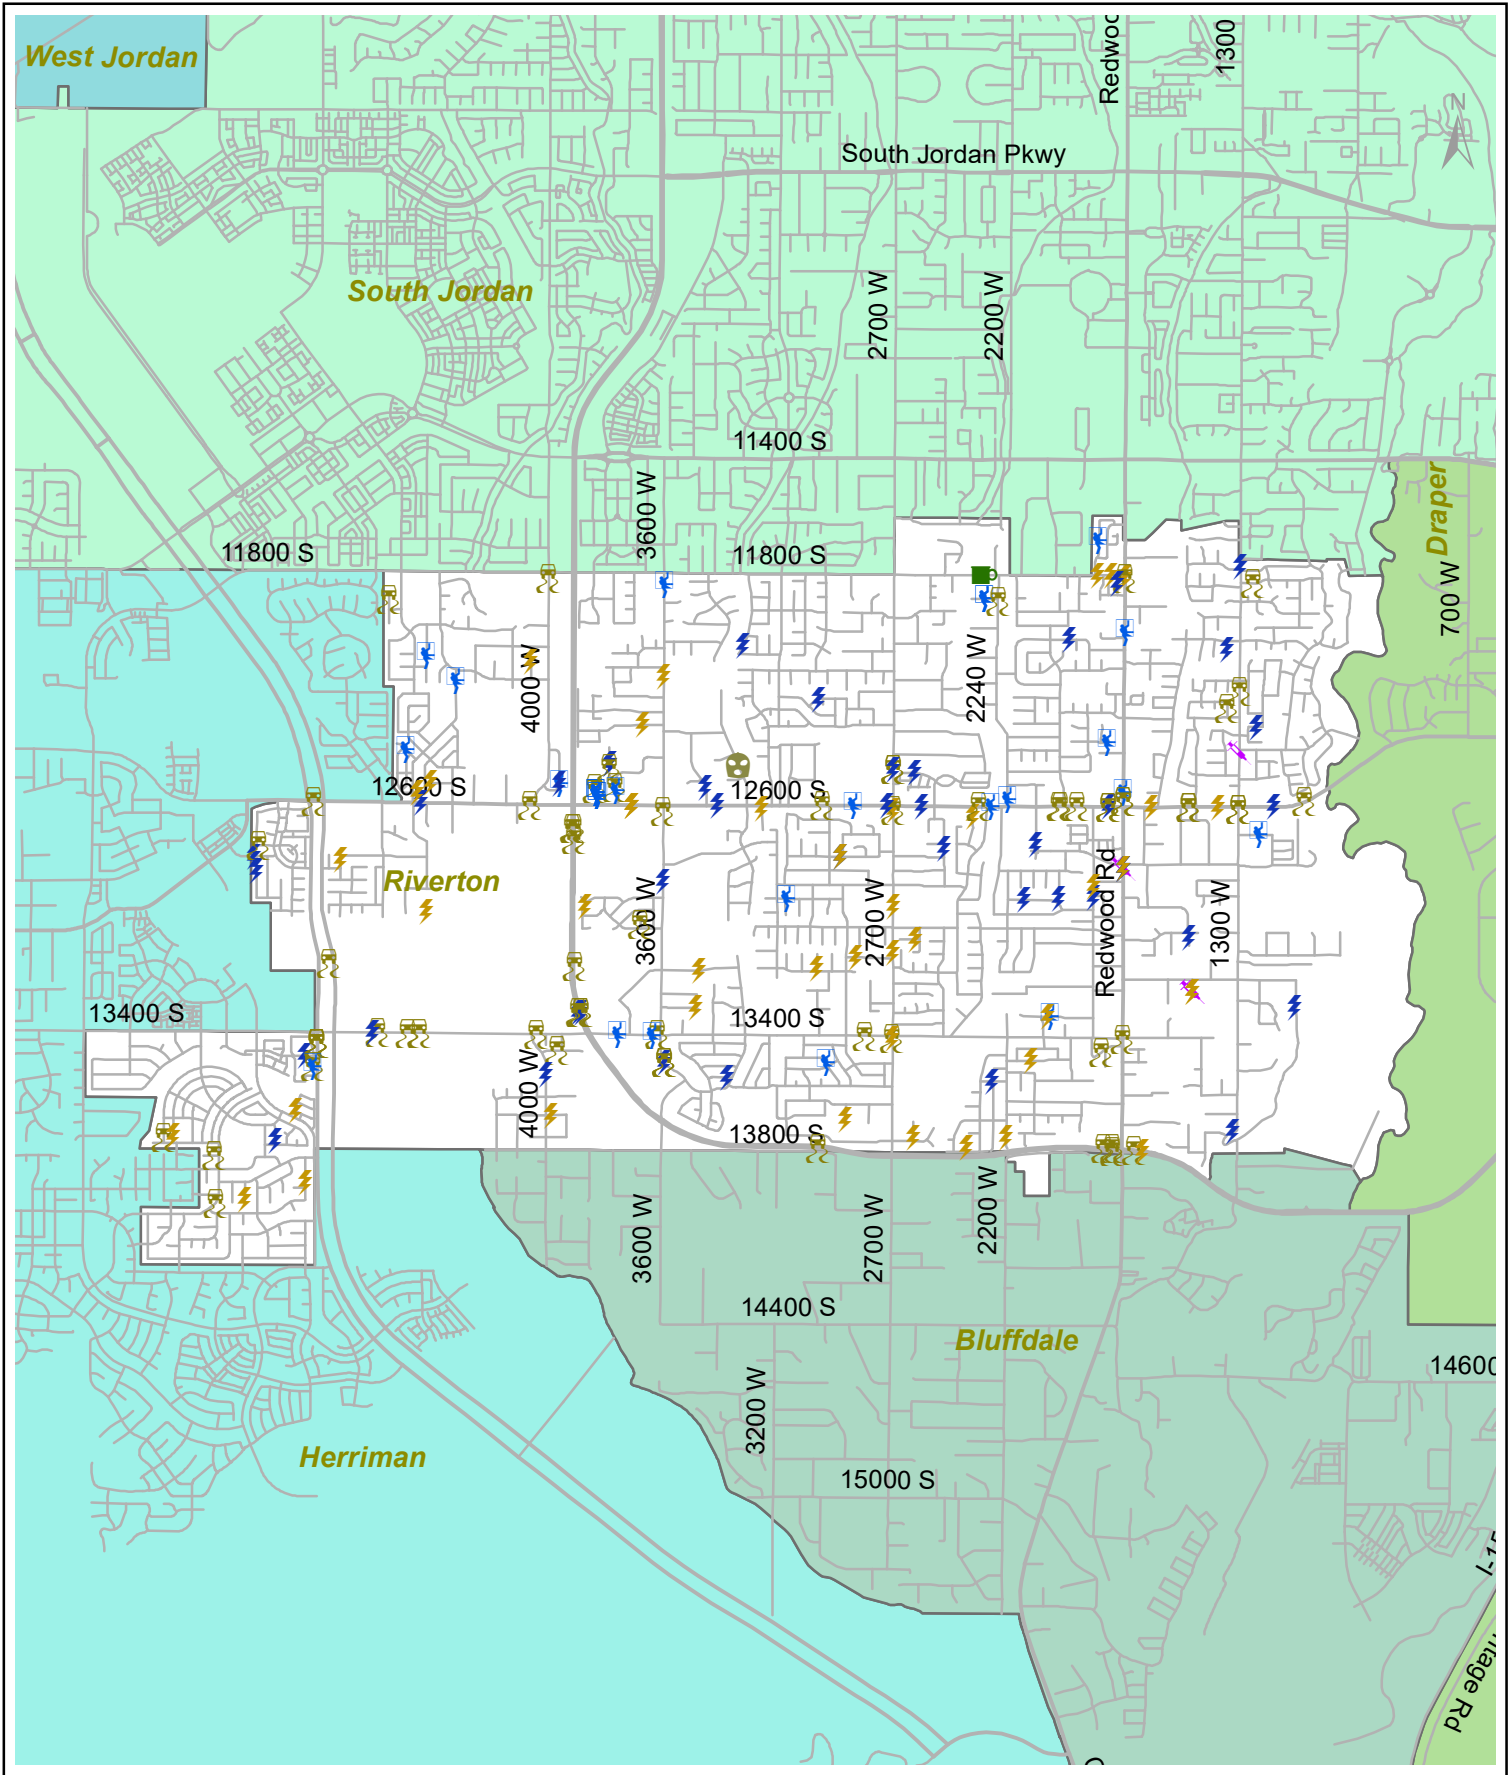 West Jordan
Redwoo
1300
N
South Jordan Pkwy
South Jordan
2700 W
2200 W
11400 S
3600 W
Draper
11800 S
11800 S
700 W
4000 W
2240 W
12600 S
12600 S
Riverton
3600 W
2700 W
Redwood Rd
1300 W
13400 S
13400 S
4000 W
13800 S
3600 W
2700 W
2200 W
14400 S
Bluffdale
14600
3200 W
Herriman
15000 S
I-15
ntage Rd